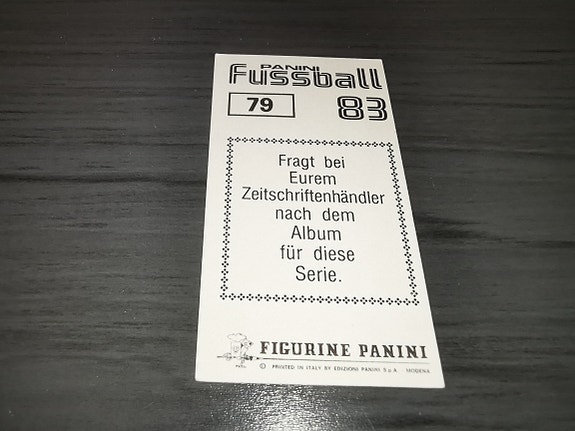 PANINI
Fussball
79
83
Fragt bei
Eurem
Zeitschriftenhändler
nach dem
Album
für diese
Serie.
FIGURINE PANINI
© PRINTED IN ITALY BY EDIZIONI PANINI S.p.A. MODENA